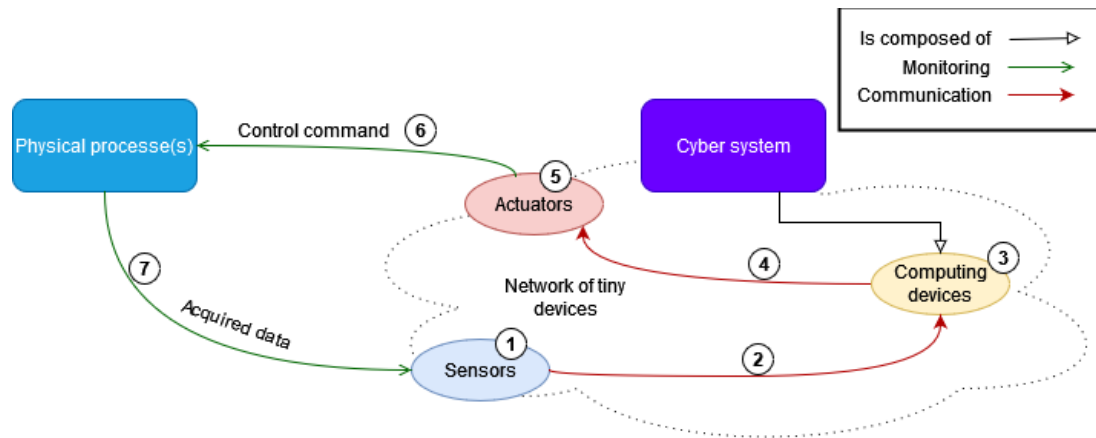 Is composed of
Monitoring
Communication
Control command 6
Physical processe(s)
Cyber system
5
Actuators
3
Computing
devices
4
Network of tiny
devices
7
Acquired data
1
Sensors
2